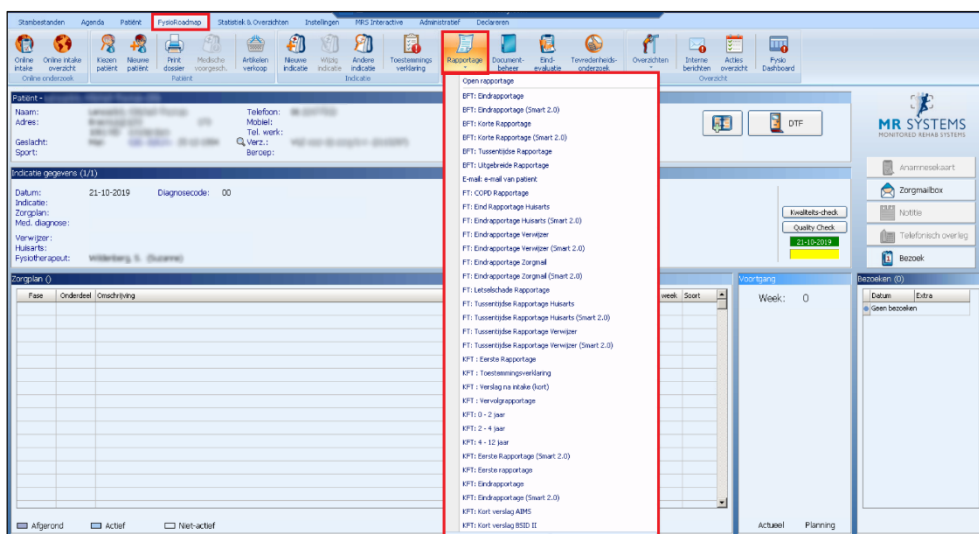 Stambestanden Agenda Patiënt FysioRoadmap Statistiek & Overzichten Instellingen MRS Interactive Administratief Declareren
Online intake
Online intake overzicht
Kiezen patiënt
Nieuwe patiënt
Print dossier
Medische voorgesch.
Artikelen verkoop
Nieuwe indicatie
Wijzig indicatie
Andere indicatie
Toestemmings verklaring
Rapportage
Document-beheer
Eind-evaluatie
Tevredenheids-onderzoek
Overzichten
Interne berichten
Acties overzicht
Fysio Dashboard
Online onderzoek Patiënt Indicatie Overzicht
Open rapportage
EFT: Eindrapportage
EFT: Eindrapportage (Smart 2.0)
EFT: Korte Rapportage
EFT: Korte Rapportage (Smart 2.0)
EFT: Tussentijdse Rapportage
EFT: Uitgebreide Rapportage
E-mail: e-mail van patient
FT: COPD Rapportage
FT: End Rapportage Huisarts
FT: Eindrapportage Huisarts (Smart 2.0)
FT: Eindrapportage Verwijzer
FT: Eindrapportage Verwijzer (Smart 2.0)
FT: Eindrapportage Zorgmail
FT: Eindrapportage Zorgmail (Smart 2.0)
FT: Letselschade Rapportage
FT: Tussentijdse Rapportage Huisarts
FT: Tussentijdse Rapportage Huisarts (Smart 2.0)
FT: Tussentijdse Rapportage Verwijzer
FT: Tussentijdse Rapportage Verwijzer (Smart 2.0)
KFT : Eerste Rapportage
KFT : Toestemmingsverklaring
KFT : Verslag na intake (kort)
KFT : Vervolgrapportage
KFT: 0 - 2 jaar
KFT: 2 - 4 jaar
KFT: 4 - 12 jaar
KFT: Eerste Rapportage (Smart 2.0)
KFT: Eerste rapportage
KFT: Eindrapportage
KFT: Eindrapportage (Smart 2.0)
KFT: Kort verslag AIMS
KFT: Kort verslag BSID II
Patiënt -
Naam: Telefoon:
Adres: Mobiel:
Tel. werk:
Geslacht: Verz.:
Sport: Beroep:
DTF
MR SYSTEMS
MONITORED REHAB SYSTEMS
Anamnesekaart
Zorgmailbox
Notitie
Telefonisch overleg
Bezoek
Indicatie gegevens (1/1)
Datum: 21-10-2019 Diagnosecode: 00
Indicatie:
Zorgplan:
Med. diagnose:
Verwijzer:
Huisarts:
Fysiotherapeut:
Kwaliteits-check
Quality Check
21-10-2019
Zorgplan ()
Fase Onderdeel Omschrijving week Soort
Voortgang
Week: 0
Bezoeken (0)
Datum Extra
Geen bezoeken
Afgerond Actief Niet-actief
Actueel Planning